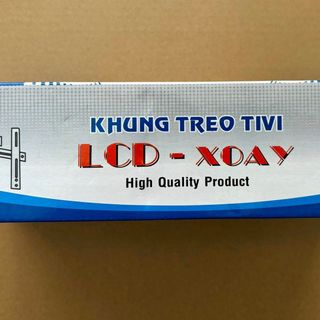 KHUNG TREO TIVI
LCD - XOAY
High Quality Product